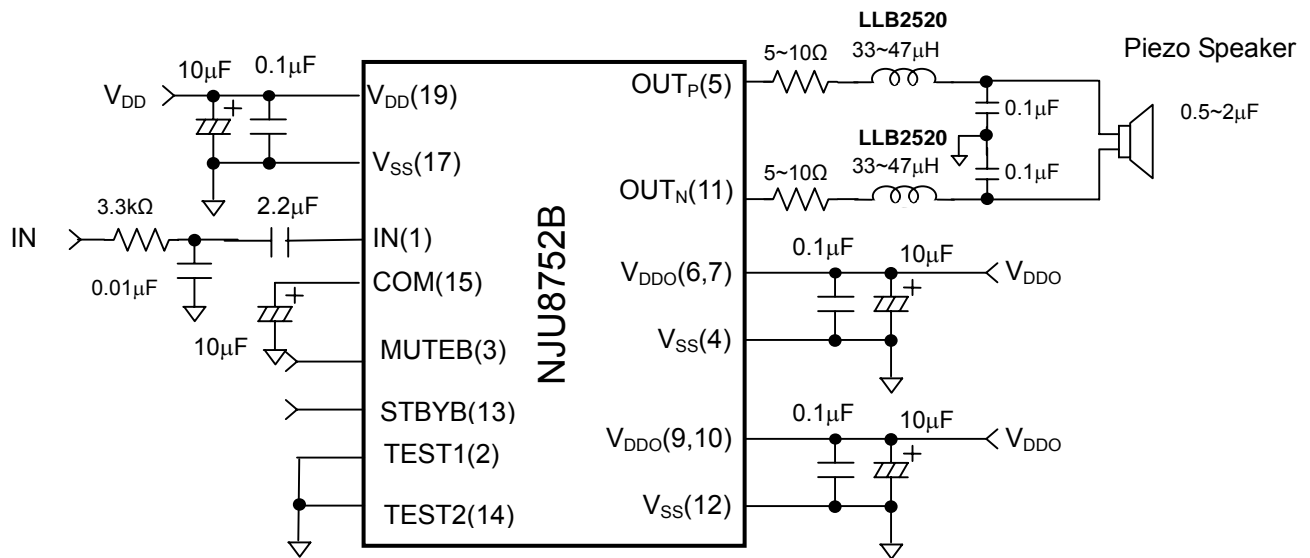 LLB2520
5~10Ω
33~47μH
Piezo Speaker
10μF
0.1μF
OUTP(5)
VDD
VDD(19)
0.1μF
0.5~2μF
LLB2520
VSS(17)
5~10Ω
33~47μH
0.1μF
OUTN(11)
3.3kΩ
2.2μF
IN
IN(1)
0.1μF
10μF
0.01μF
COM(15)
VDDO(6,7)
VDDO
10μF
MUTEB(3)
NJU8752B
VSS(4)
STBYB(13)
0.1μF
10μF
VDDO(9,10)
VDDO
TEST1(2)
TEST2(14)
VSS(12)